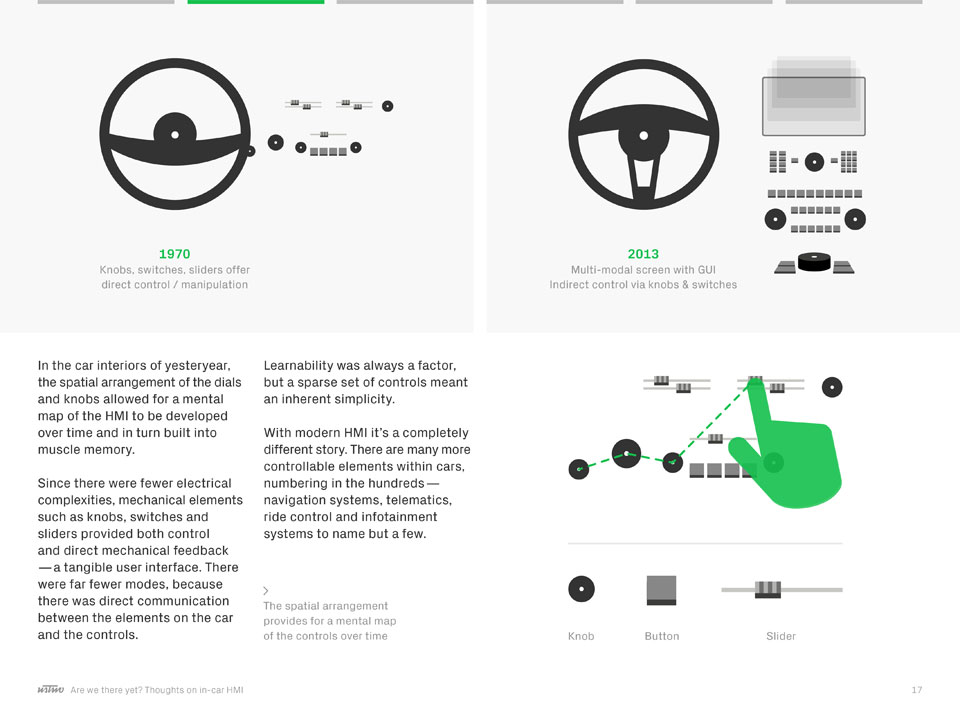 1970
Knobs, switches, sliders offer
direct control / manipulation
2013
Multi-modal screen with GUI
Indirect control via knobs & switches
In the car interiors of yesteryear,
the spatial arrangement of the dials
and knobs allowed for a mental
map of the HMI to be developed
over time and in turn built into
muscle memory.
Since there were fewer electrical
complexities, mechanical elements
such as knobs, switches and
sliders provided both control
and direct mechanical feedback
—a tangible user interface. There
were far fewer modes, because
there was direct communication
between the elements on the car
and the controls.
Learnability was always a factor,
but a sparse set of controls meant
an inherent simplicity.
With modern HMI it's a completely
different story. There are many more
controllable elements within cars,
numbering in the hundreds—
navigation systems, telematics,
ride control and infotainment
systems to name but a few.
The spatial arrangement
provides for a mental map
of the controls over time
Knob
Button
Slider
ustwo
Are we there yet? Thoughts on in-car HMI
17